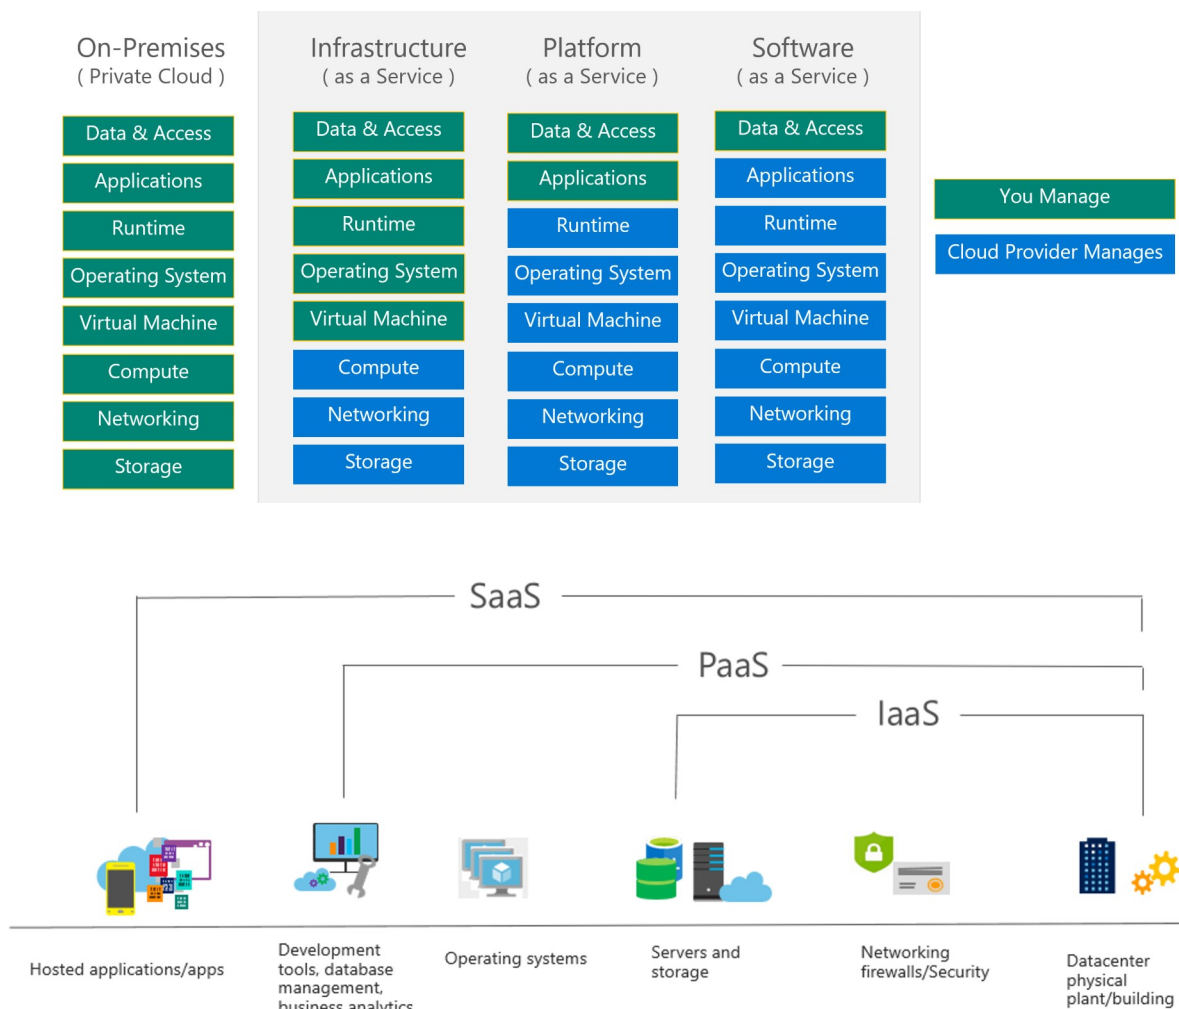 On-Premises
( Private Cloud )
Data & Access
Applications
Runtime
Operating System
Virtual Machine
Compute
Networking
Storage
Infrastructure
( as a Service )
Data & Access
Applications
Runtime
Operating System
Virtual Machine
Compute
Networking
Storage
Platform
( as a Service )
Data & Access
Applications
Runtime
Operating System
Virtual Machine
Compute
Networking
Storage
Software
( as a Service )
Data & Access
Applications
Runtime
Operating System
Virtual Machine
Compute
Networking
Storage
You Manage
Cloud Provider Manages
SaaS
PaaS
IaaS
Hosted applications/apps
Development
tools, database
management,
business analytics
Operating systems
Servers and
storage
Networking
firewalls/Security
Datacenter
physical
plant/building